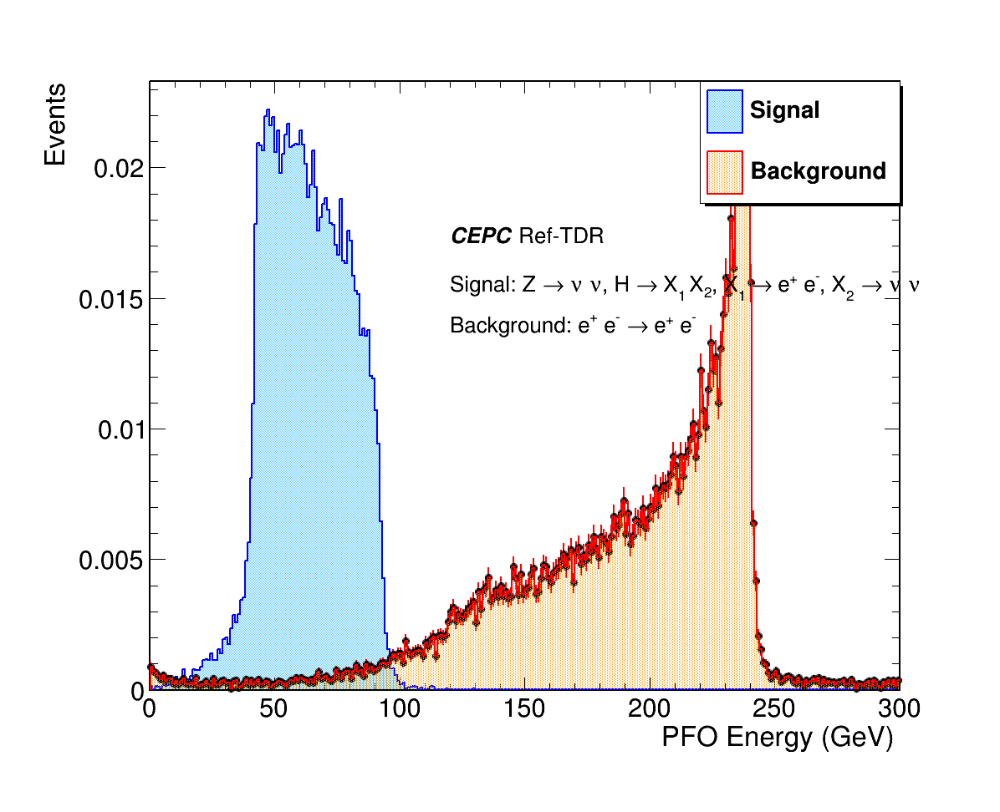 Events
Signal
Background
CEPC Ref-TDR
Signal: Z → ν ν, H → X₁ X₂, X₁ → e⁺ e⁻, X₂ → ν ν
Background: e⁺ e⁻ → e⁺ e⁻
0.02
0.015
0.01
0.005
0
0 50 100 150 200 250 300
PFO Energy (GeV)